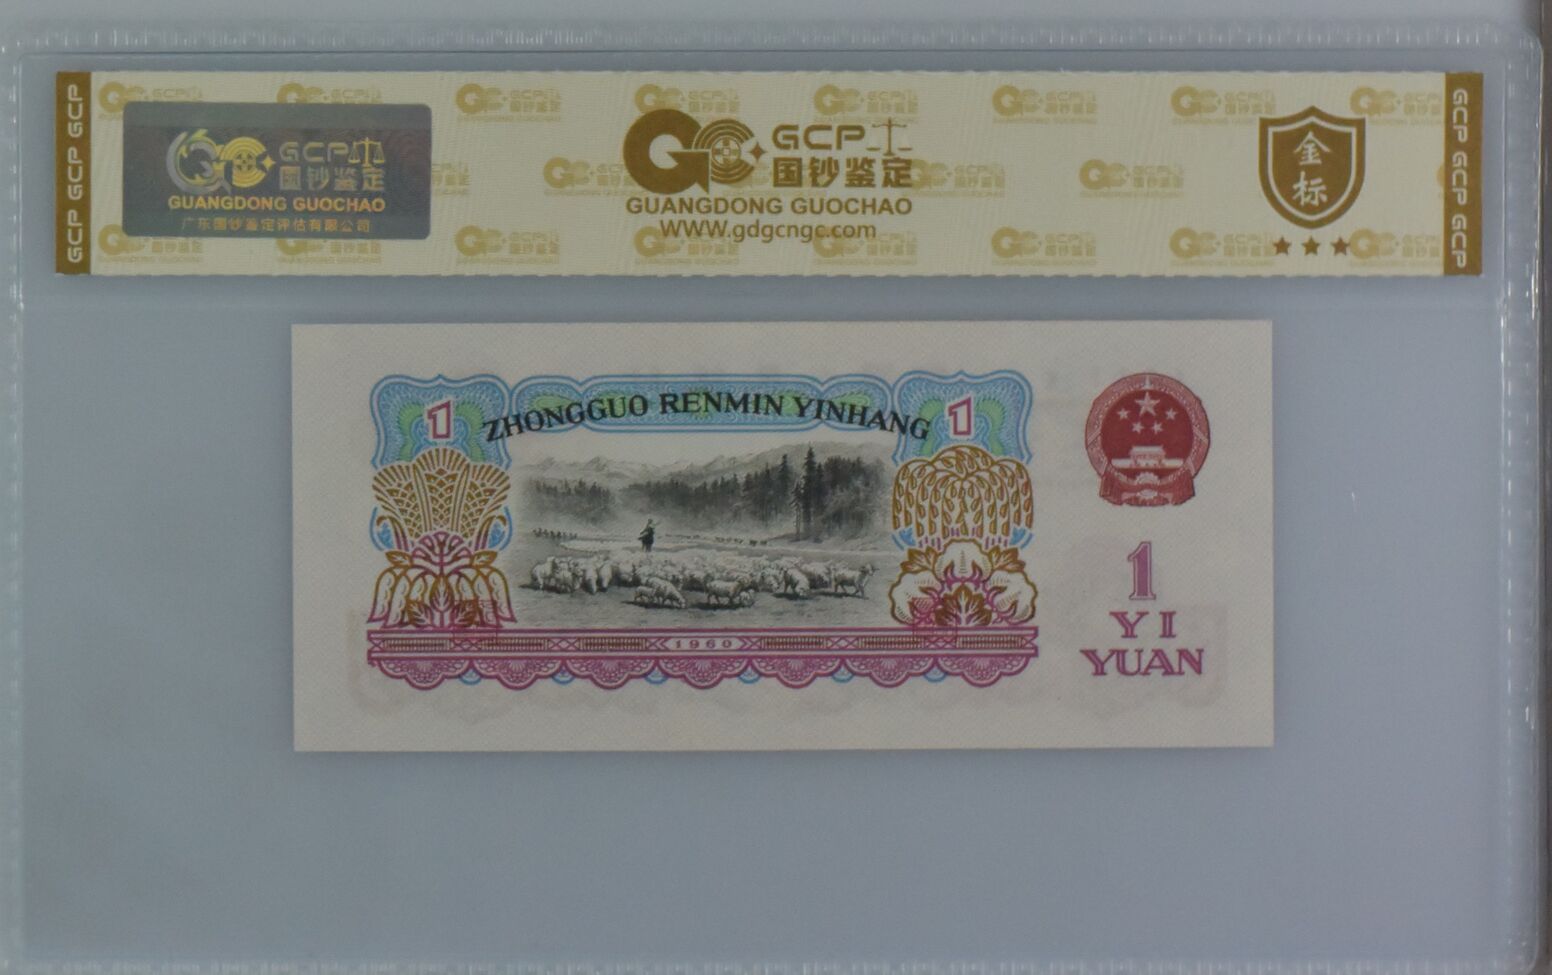 GCP GCP GCP
GCP
国钞鉴定
GUANGDONG GUOCHAO
广东国钞鉴定评估有限公司
GCP
国钞鉴定
GUANGDONG GUOCHAO
WWW.gdgcngc.com
金标
GCP GCP GCP GCP
1
ZHONGGUO RENMIN YINHANG
1
1960
1
YI
YUAN